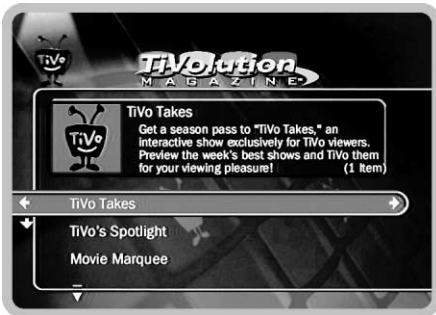 TiVo
TiVolution
MAGAZINE
TiVo
TiVo Takes
Get a season pass to "TiVo Takes," an
interactive show exclusively for TiVo viewers.
Preview the week's best shows and TiVo them
for your viewing pleasure! (1 Item)
TiVo Takes
TiVo's Spotlight
Movie Marquee